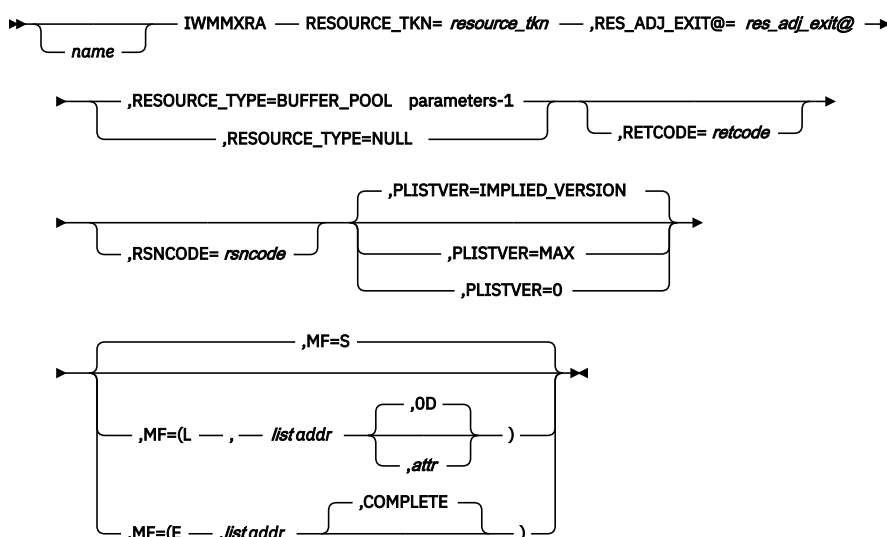 IWMMXRA RESOURCE_TKN= resource_tkn ,RES_ADJ_EXIT@= res_adj_exit@
name
,RESOURCE_TYPE=BUFFER_POOL parameters-1
,RESOURCE_TYPE=NULL
,RETCODE= retcode
,PLISTVER=IMPLIED_VERSION
,RSNCODE= rsncode
,PLISTVER=MAX
,PLISTVER=0
,MF=S
,0D
,MF=(L , list addr )
,attr
,COMPLETE
,MF=(E ,list addr )